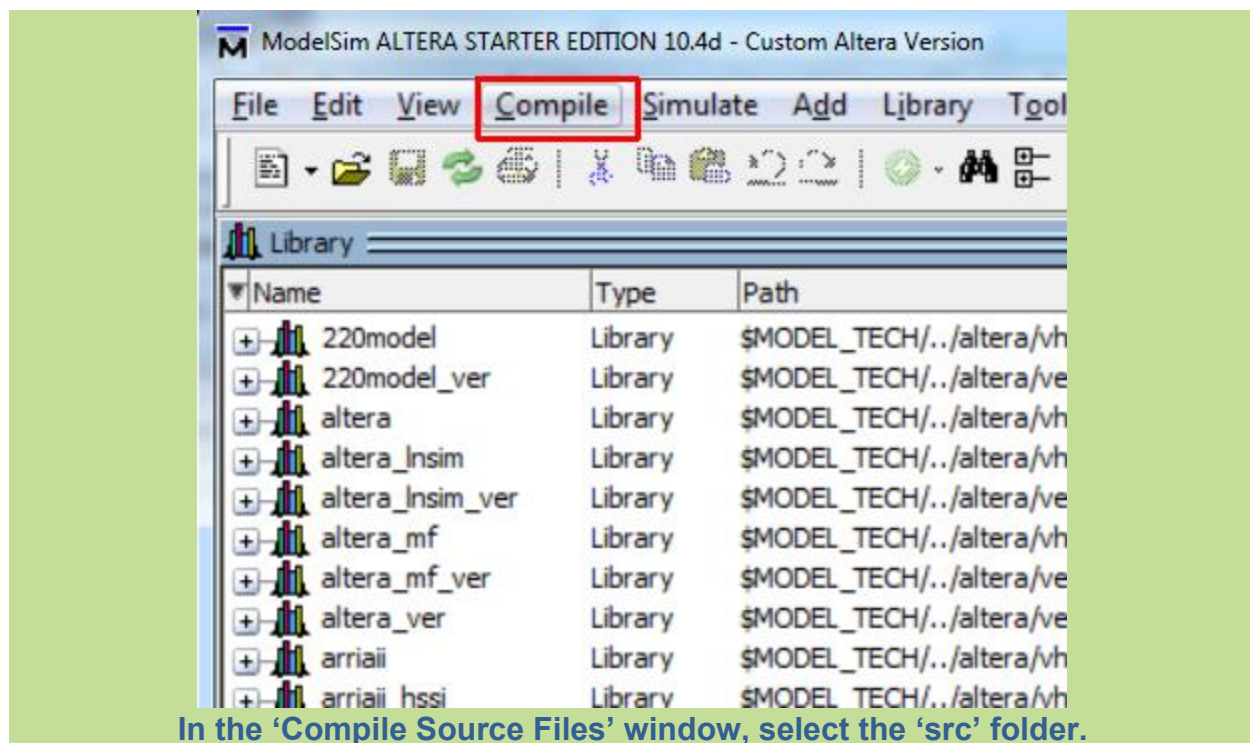 ModelSim ALTERA STARTER EDITION 10.4d - Custom Altera Version
File Edit View Compile Simulate Add Library Tool
Library
Name Type Path
220model Library $MODEL_TECH/../altera/vh
220model_ver Library $MODEL_TECH/../altera/ve
altera Library $MODEL_TECH/../altera/vh
altera_lnsim Library $MODEL_TECH/../altera/vh
altera_lnsim_ver Library $MODEL_TECH/../altera/ve
altera_mf Library $MODEL_TECH/../altera/vh
altera_mf_ver Library $MODEL_TECH/../altera/ve
altera_ver Library $MODEL_TECH/../altera/ve
arriaii Library $MODEL_TECH/../altera/vh
arriaii_hssi Library $MODEL_TECH/../altera/vh
In the ‘Compile Source Files’ window, select the ‘src’ folder.